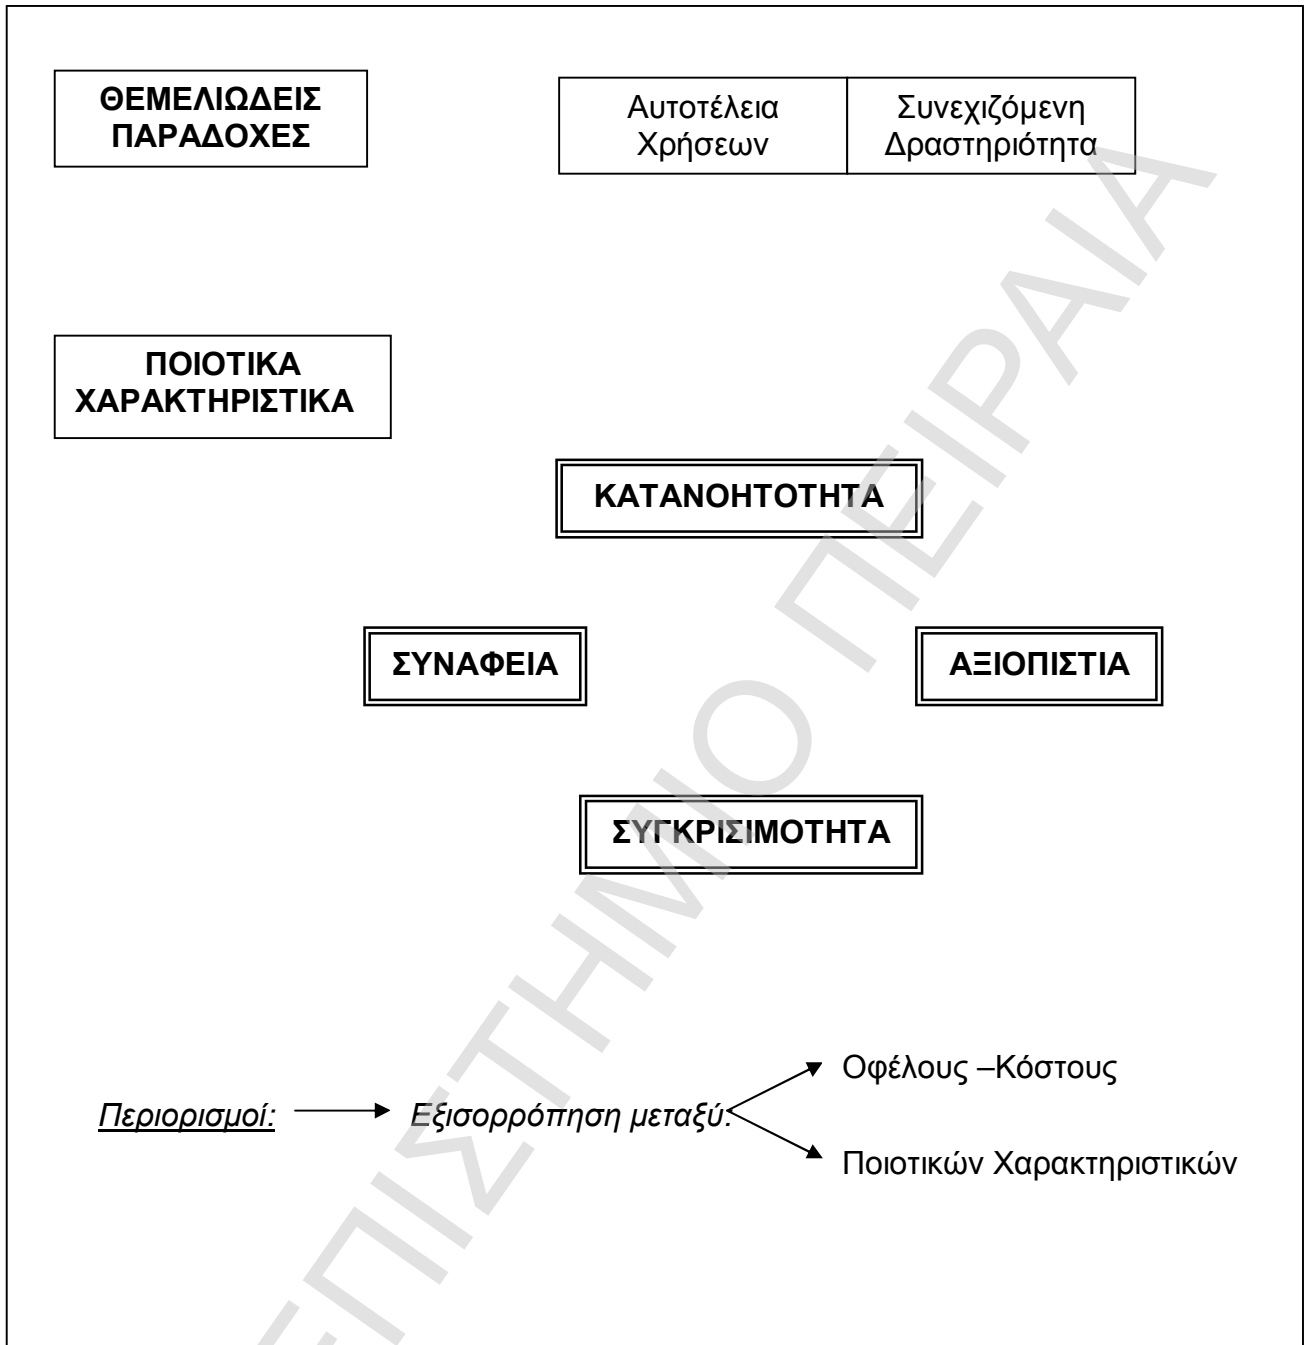 ΘΕΜΕΛΙΩΔΕΙΣ
ΠΑΡΑΔΟΧΕΣ
Αυτοτέλεια
Χρήσεων
Συνεχιζόμενη
Δραστηριότητα
ΠΟΙΟΤΙΚΑ
ΧΑΡΑΚΤΗΡΙΣΤΙΚΑ
ΚΑΤΑΝΟΗΤΟΤΗΤΑ
ΣΥΝΑΦΕΙΑ
ΑΞΙΟΠΙΣΤΙΑ
ΣΥΓΚΡΙΣΙΜΟΤΗΤΑ
Περιορισμοί:
Εξισορρόπηση μεταξύ:
Οφέλους –Κόστους
Ποιοτικών Χαρακτηριστικών
ΕΠΙΣΤΗΜΙΟ ΠΕΙΡΑΙΑ